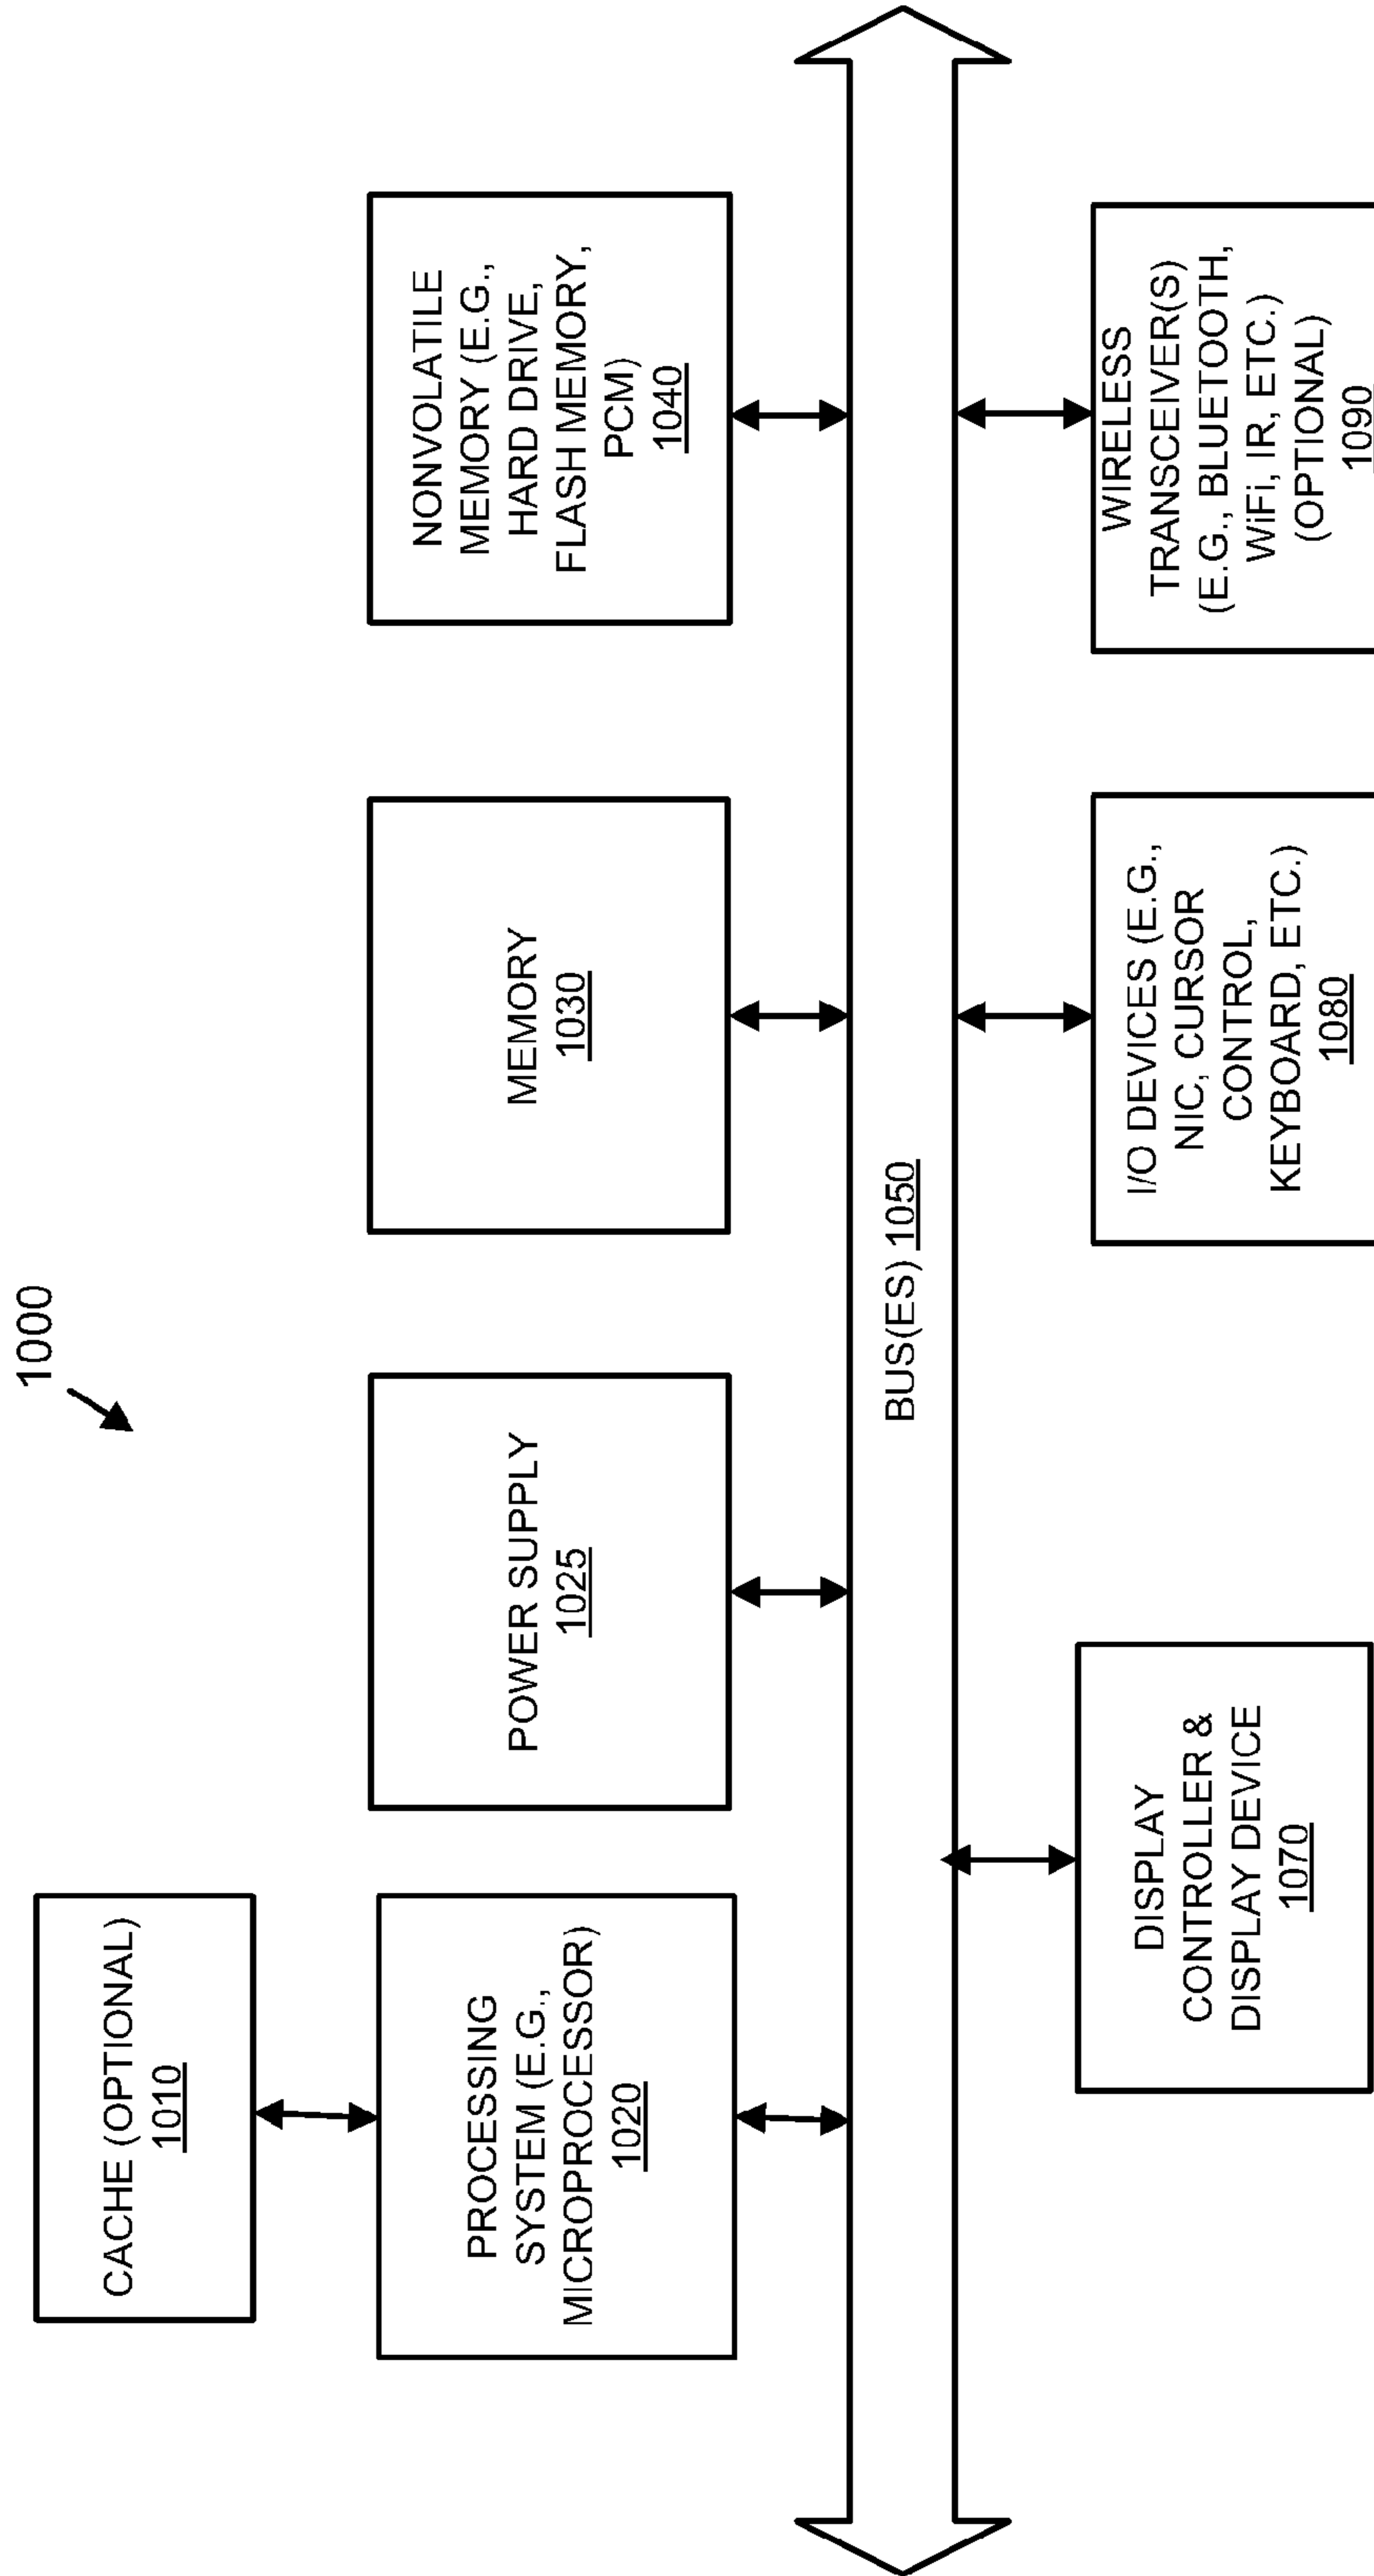 1000
CACHE (OPTIONAL)
1010
PROCESSING
SYSTEM (E.G.,
MICROPROCESSOR)
1020
POWER SUPPLY
1025
MEMORY
1030
NONVOLATILE
MEMORY (E.G.,
HARD DRIVE,
FLASH MEMORY,
PCM)
1040
BUS(ES) 1050
DISPLAY
CONTROLLER &
DISPLAY DEVICE
1070
I/O DEVICES (E.G.,
NIC, CURSOR
CONTROL,
KEYBOARD, ETC.)
1080
WIRELESS
TRANSCEIVER(S)
(E.G., BLUETOOTH,
WiFi, IR, ETC.)
(OPTIONAL)
1090